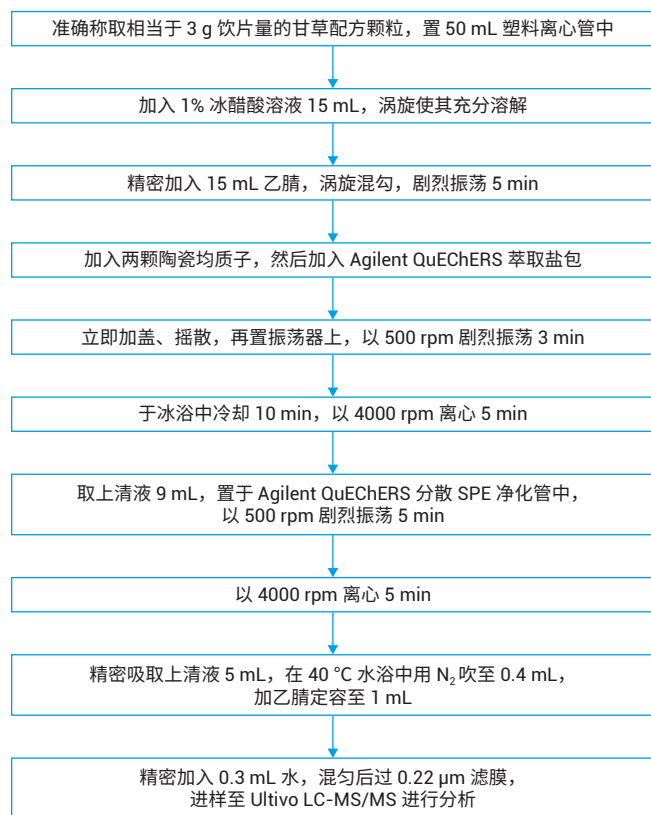 准确称取相当于 3 g 饮片量的甘草配方颗粒，置 50 mL 塑料离心管中
加入 1% 冰醋酸溶液 15 mL，涡旋使其充分溶解
精密加入 15 mL 乙腈，涡旋混勾，剧烈振荡 5 min
加入两颗陶瓷均质子，然后加入 Agilent QuEChERS 萃取盐包
立即加盖、摇散，再置振荡器上，以 500 rpm 剧烈振荡 3 min
于冰浴中冷却 10 min，以 4000 rpm 离心 5 min
取上清液 9 mL，置于 Agilent QuEChERS 分散 SPE 净化管中，
以 500 rpm 剧烈振荡 5 min
以 4000 rpm 离心 5 min
精密吸取上清液 5 mL，在 40 °C 水浴中用 N₂ 吹至 0.4 mL，
加乙腈定容至 1 mL
精密加入 0.3 mL 水，混匀后过 0.22 µm 滤膜，
进样至 Ultivo LC-MS/MS 进行分析